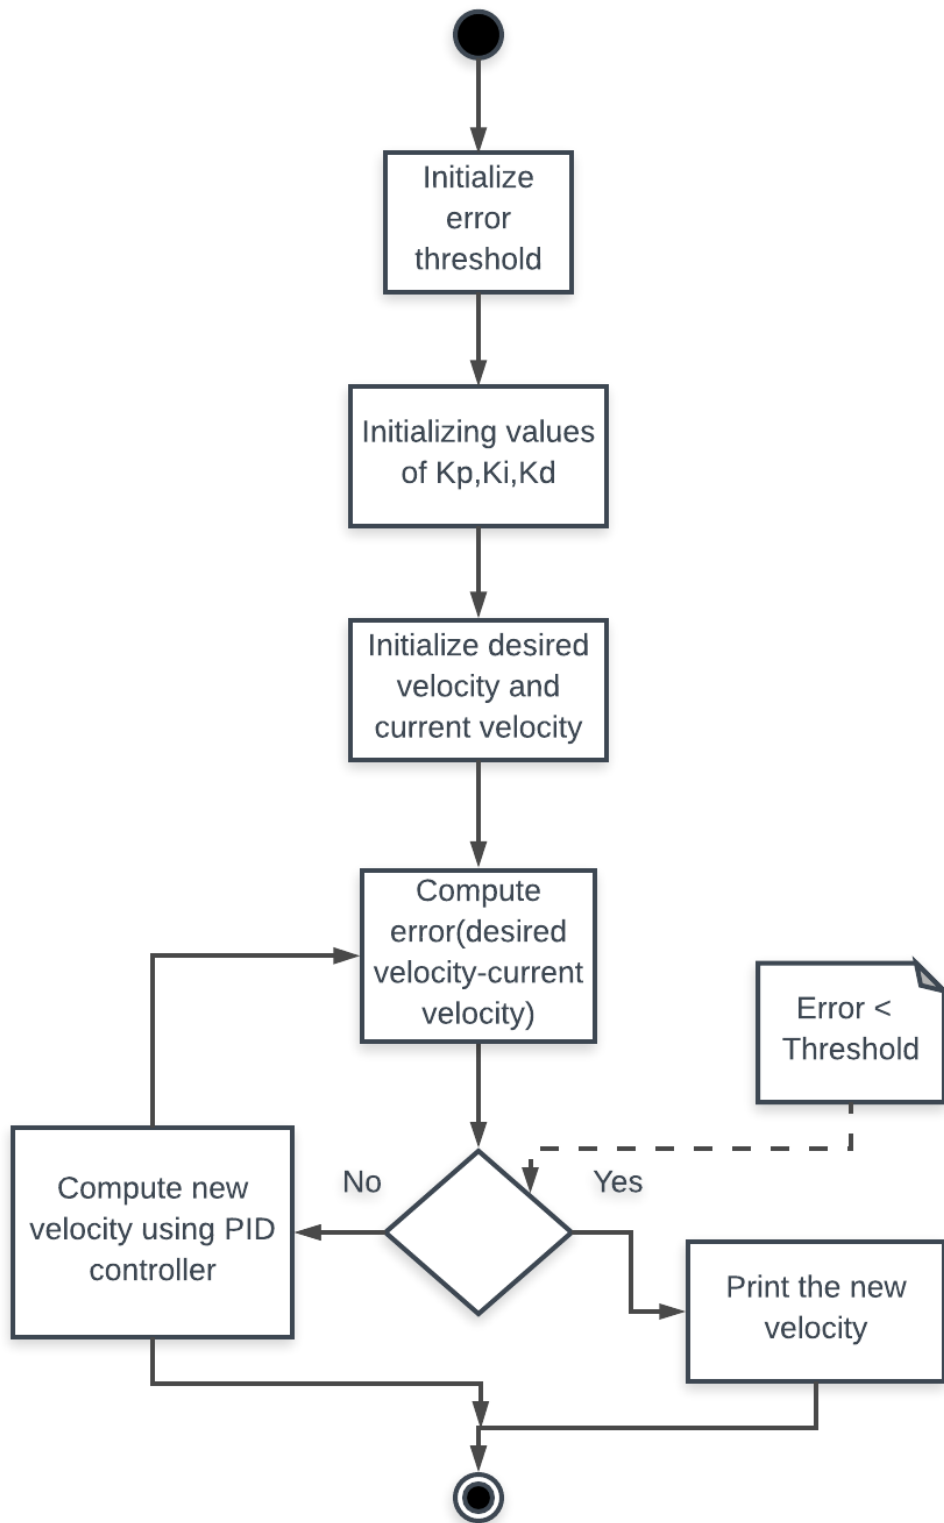 Initialize
error
threshold
Initializing values
of Kp,Ki,Kd
Initialize desired
velocity and
current velocity
Compute
error(desired
velocity-current
velocity)
Error <
Threshold
No
Yes
Compute new
velocity using PID
controller
Print the new
velocity